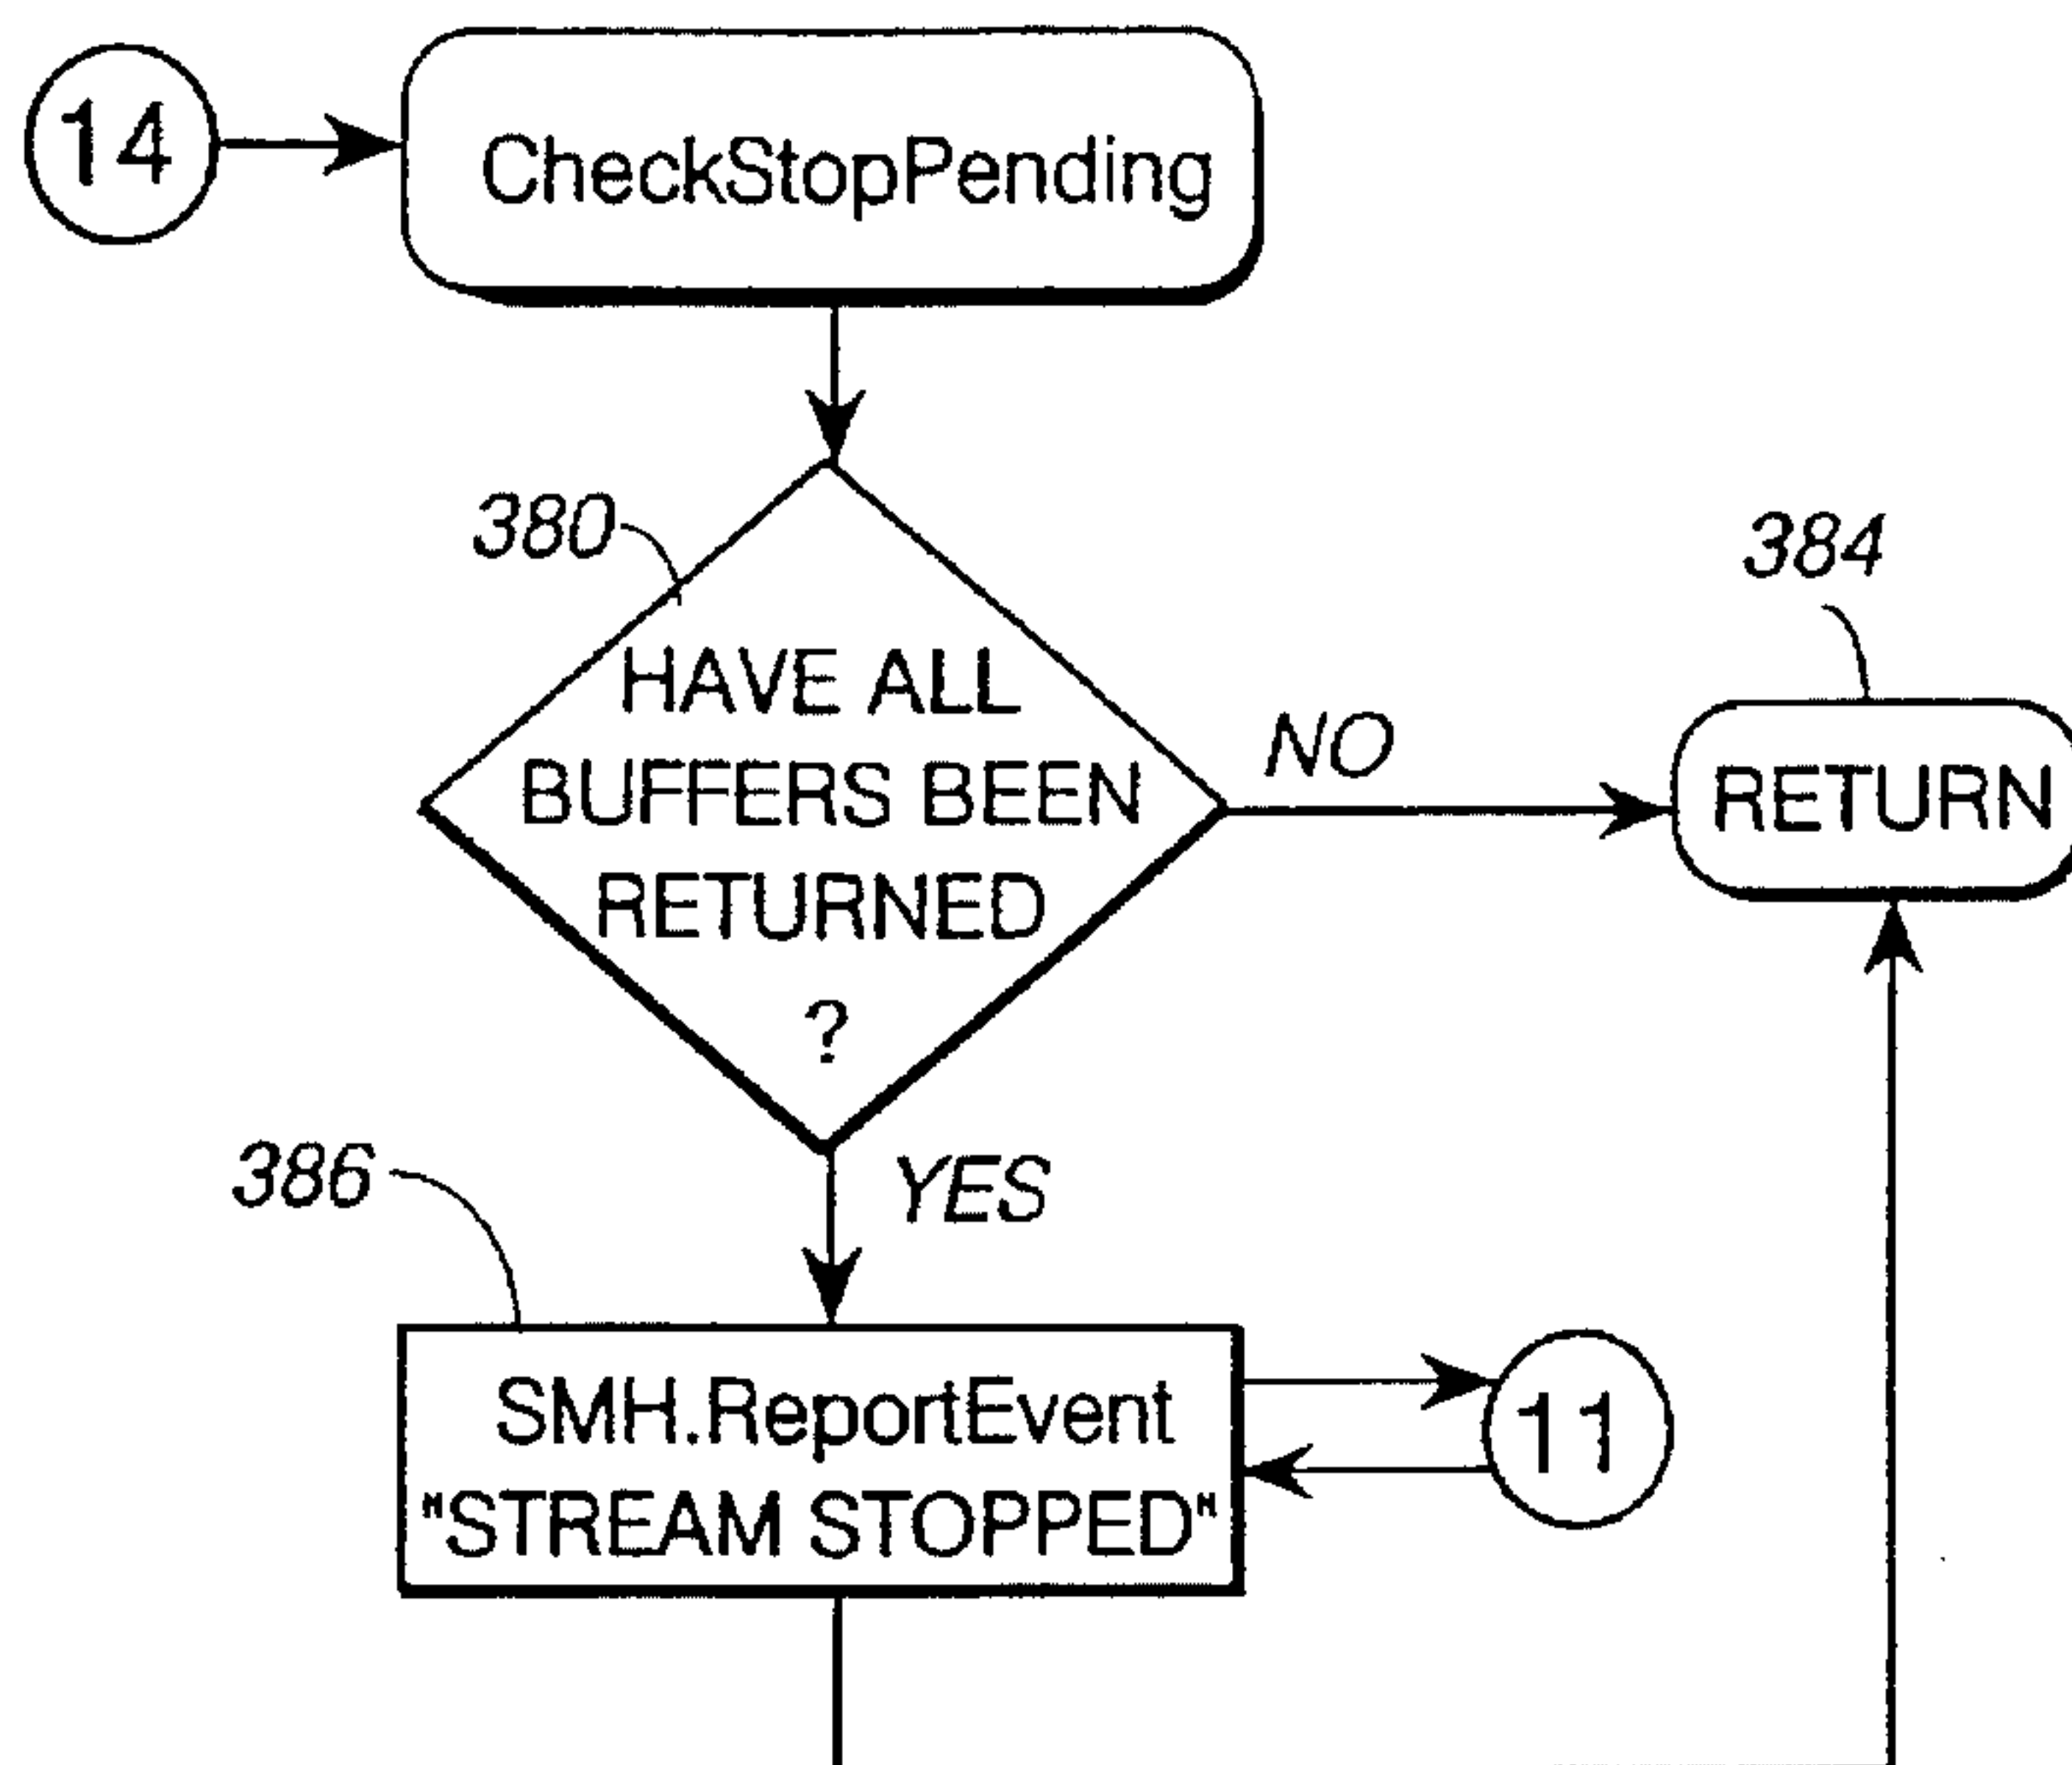 14
CheckStopPending
380
384
HAVE ALL
BUFFERS BEEN
RETURNED
?
NO
RETURN
YES
386
SMH.ReportEvent
"STREAM STOPPED"
11